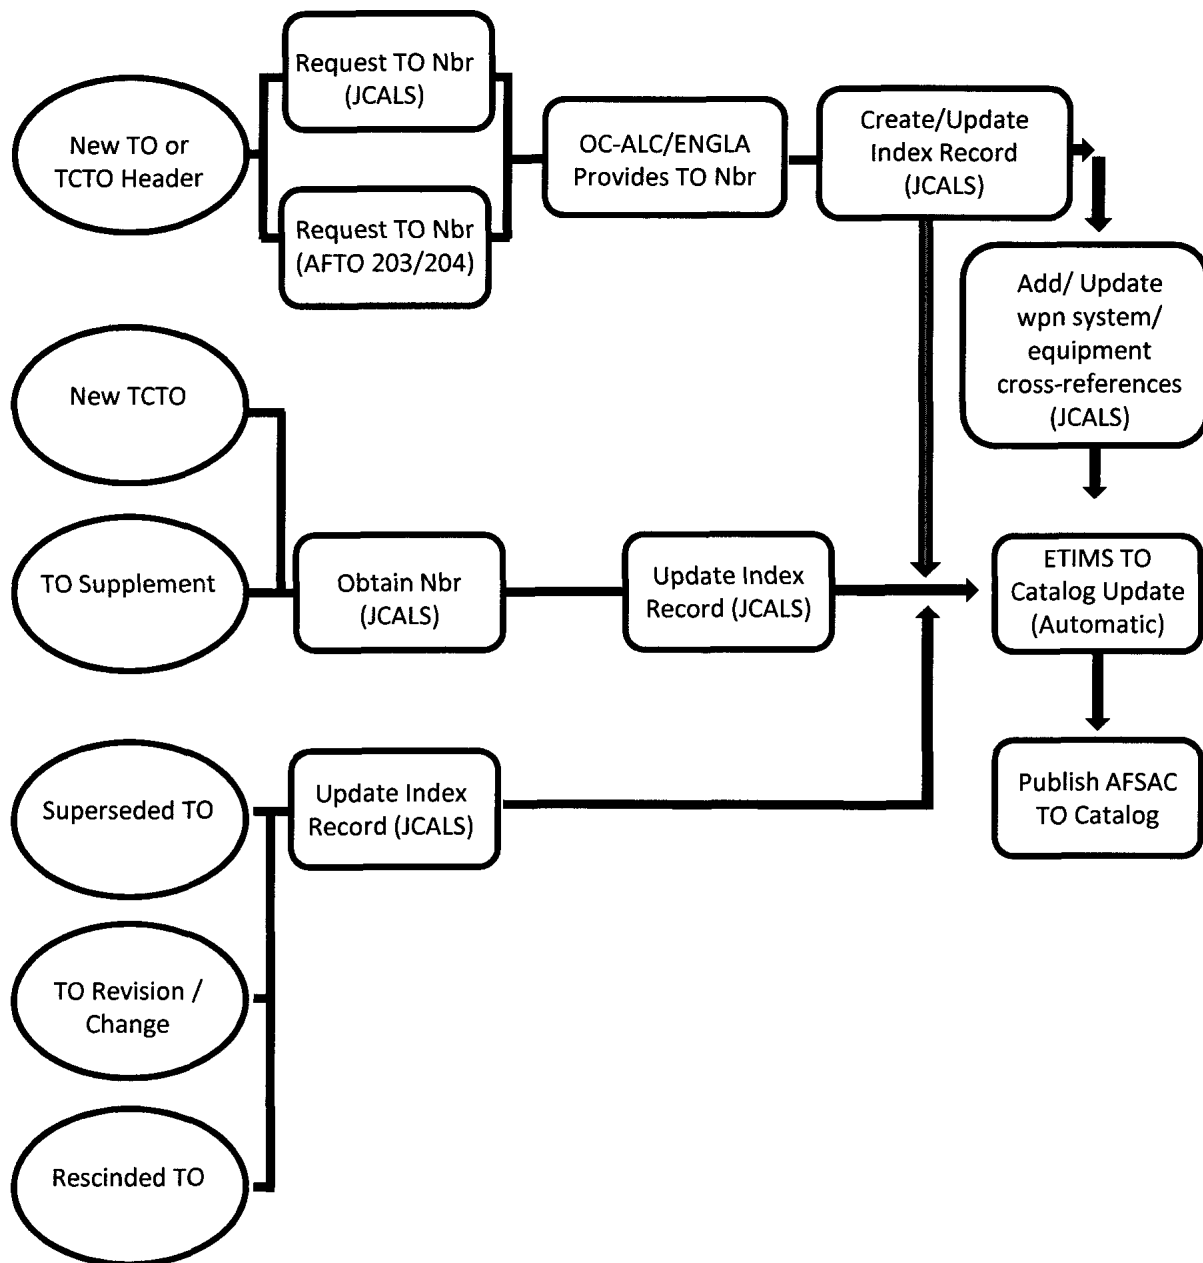 New TO or
TCTO Header
Request TO Nbr
(JCALS)
Request TO Nbr
(AFTO 203/204)
OC-ALC/ENGLA
Provides TO Nbr
Create/Update
Index Record
(JCALS)
Add/ Update
wpn system/
equipment
cross-references
(JCALS)
New TCTO
TO Supplement
Obtain Nbr
(JCALS)
Update Index
Record (JCALS)
ETIMS TO
Catalog Update
(Automatic)
Superseded TO
Update Index
Record (JCALS)
Publish AFSAC
TO Catalog
TO Revision /
Change
Rescinded TO